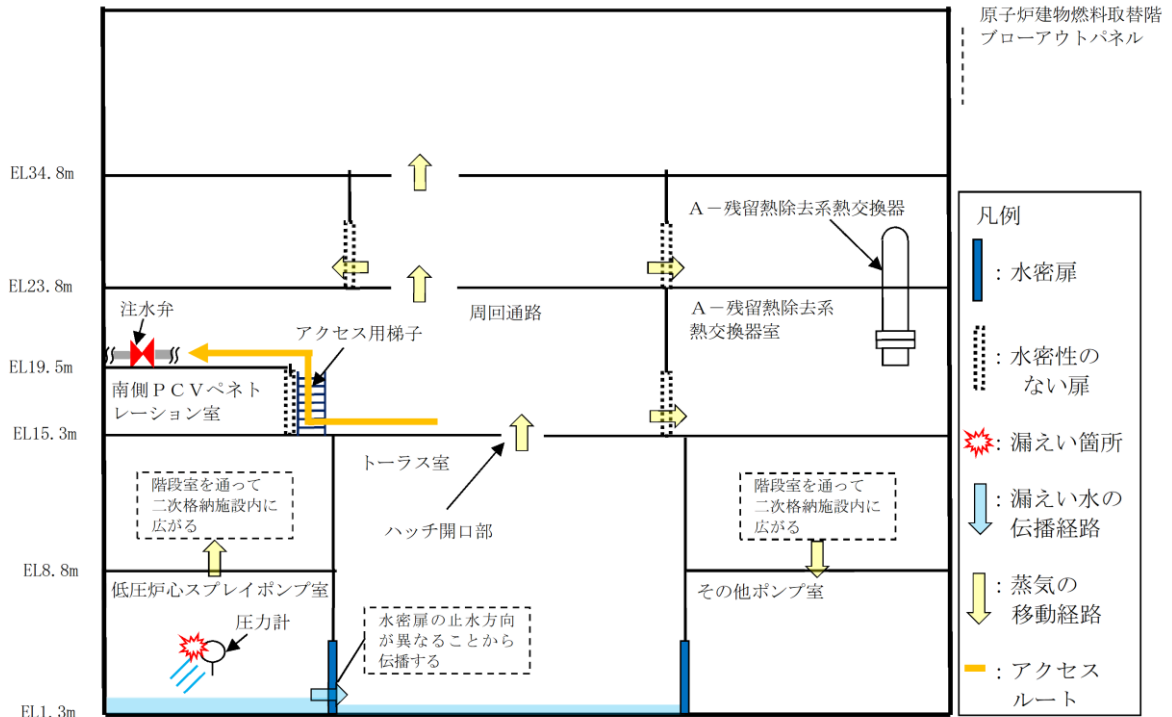 原子炉建物燃料取替階
ブローアウトパネル
EL34.8m
A－残留熱除去系熱交換器
EL23.8m
注水弁
周回通路
A－残留熱除去系
熱交換器室
アクセス用梯子
EL19.5m
南側ＰＣＶペネト
レーション室
EL15.3m
トーラス室
階段室を通って
二次格納施設内に
広がる
ハッチ開口部
階段室を通って
二次格納施設内に
広がる
EL8.8m
低圧炉心スプレイポンプ室
その他ポンプ室
圧力計
水密扉の止水方向
が異なることから
伝播する
EL1.3m
凡例
：水密扉
：水密性の
ない扉
：漏えい箇所
：漏えい水の
伝播経路
：蒸気の
移動経路
：アクセス
ルート